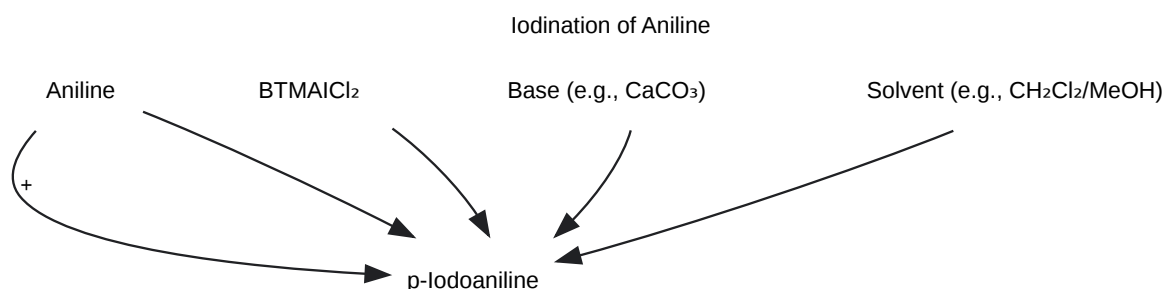 Iodination of Aniline
Aniline
BTMAICl₂
Base (e.g., CaCO₃)
Solvent (e.g., CH₂Cl₂/MeOH)
+
p-Iodoaniline